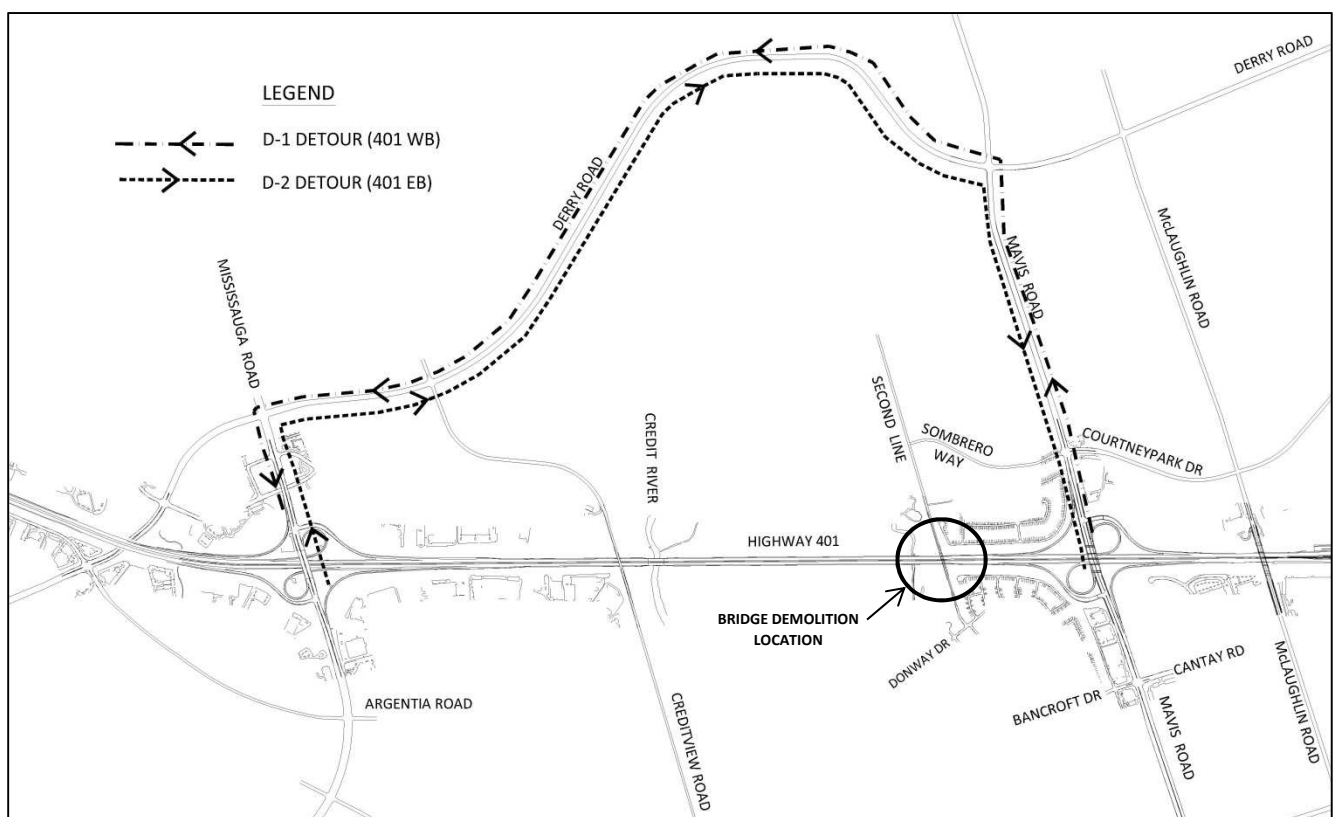 LEGEND
D-1 DETOUR (401 WB)
D-2 DETOUR (401 EB)
DERRY ROAD
DERRY ROAD
McLAUGHLIN ROAD
MAVIS ROAD
MISSISSAUGA ROAD
SECOND LINE
SOMBRERO
WAY
COURTNEYPARK DR
CREDIT RIVER
HIGHWAY 401
BRIDGE DEMOLITION
LOCATION
DONWAY DR
CANTAY RD
BANCROFT DR
McLAUGHLIN ROAD
MAVIS ROAD
ARGENTIA ROAD
CREDITVIEW ROAD